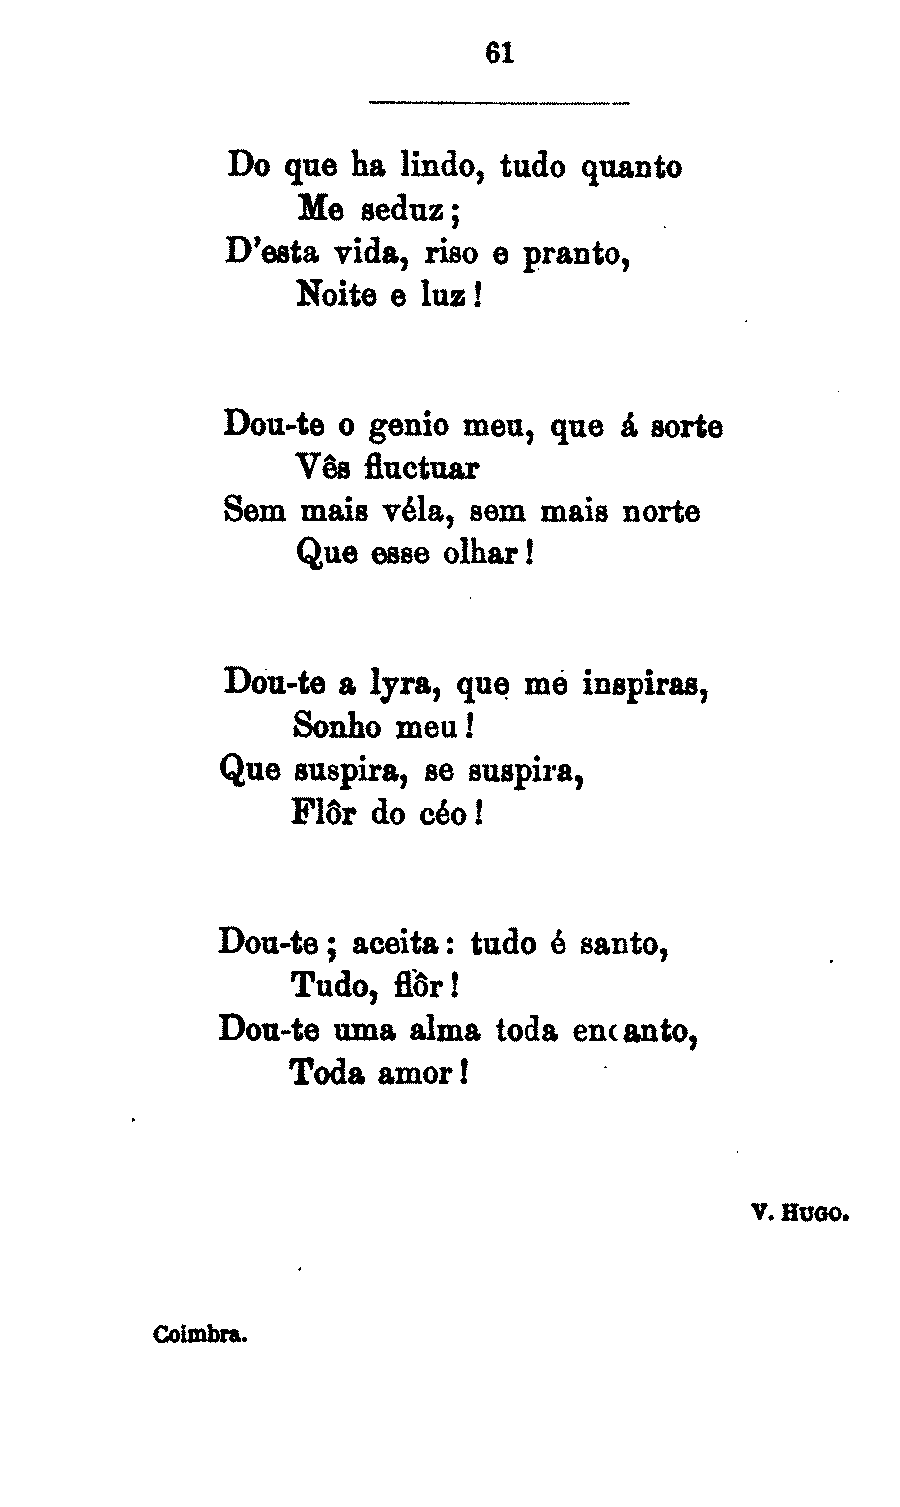 61
Do que ha lindo, tudo quanto
Me seduz;
D'esta vida, riso e pranto,
Noite e luz!
Dou-te o genio meu, que á sorte
Vês fluctuar
Sem mais véla, sem mais norte
Que esse olhar!
Dou-te a lyra, que me inspiras,
Sonho meu!
Que suspira, se suspira,
Flôr do céo!
Dou-te; aceita: tudo é santo,
Tudo, flôr!
Dou-te uma alma toda encanto,
Toda amor!
V. HUGO.
Coimbra.